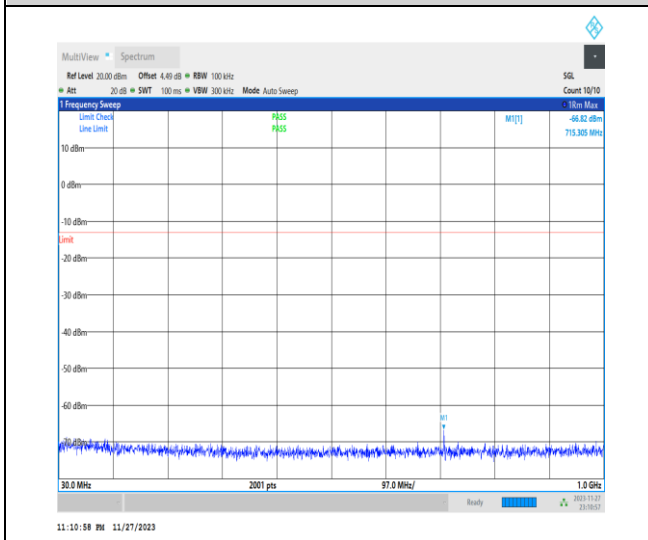 MultiView Spectrum
Ref Level 20.00 dBm Offset 4.49 dB RBW 100 kHz SGL
Att 20 dB SWT 100 ms VBW 300 kHz Mode Auto Sweep Count 10/10
1 Frequency Sweep 1Rm Max
Limit Check PASS M1[1] -66.82 dBm
Line Limit PASS 715.305 MHz
10 dBm
0 dBm
-10 dBm
Limit
-20 dBm
-30 dBm
-40 dBm
-50 dBm
-60 dBm
M1
-70 dBm
30.0 MHz 2001 pts 97.0 MHz/ 1.0 GHz
Ready 2023-11-27
23:10:57
11:10:58 PM 11/27/2023